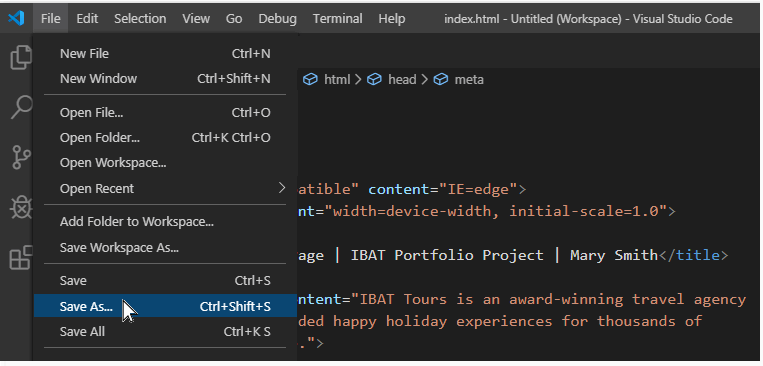 File Edit Selection View Go Debug Terminal Help index.html - Untitled (Workspace) - Visual Studio Code
New File Ctrl+N
New Window Ctrl+Shift+N
html > head > meta
Open File... Ctrl+O
Open Folder... Ctrl+K Ctrl+O
Open Workspace...
Open Recent >
atible" content="IE=edge">
nt="width=device-width, initial-scale=1.0">
Add Folder to Workspace...
Save Workspace As...
age | IBAT Portfolio Project | Mary Smith</title>
Save Ctrl+S
Save As... Ctrl+Shift+S
ntent="IBAT Tours is an award-winning travel agency
ded happy holiday experiences for thousands of
Save All Ctrl+K S
.">